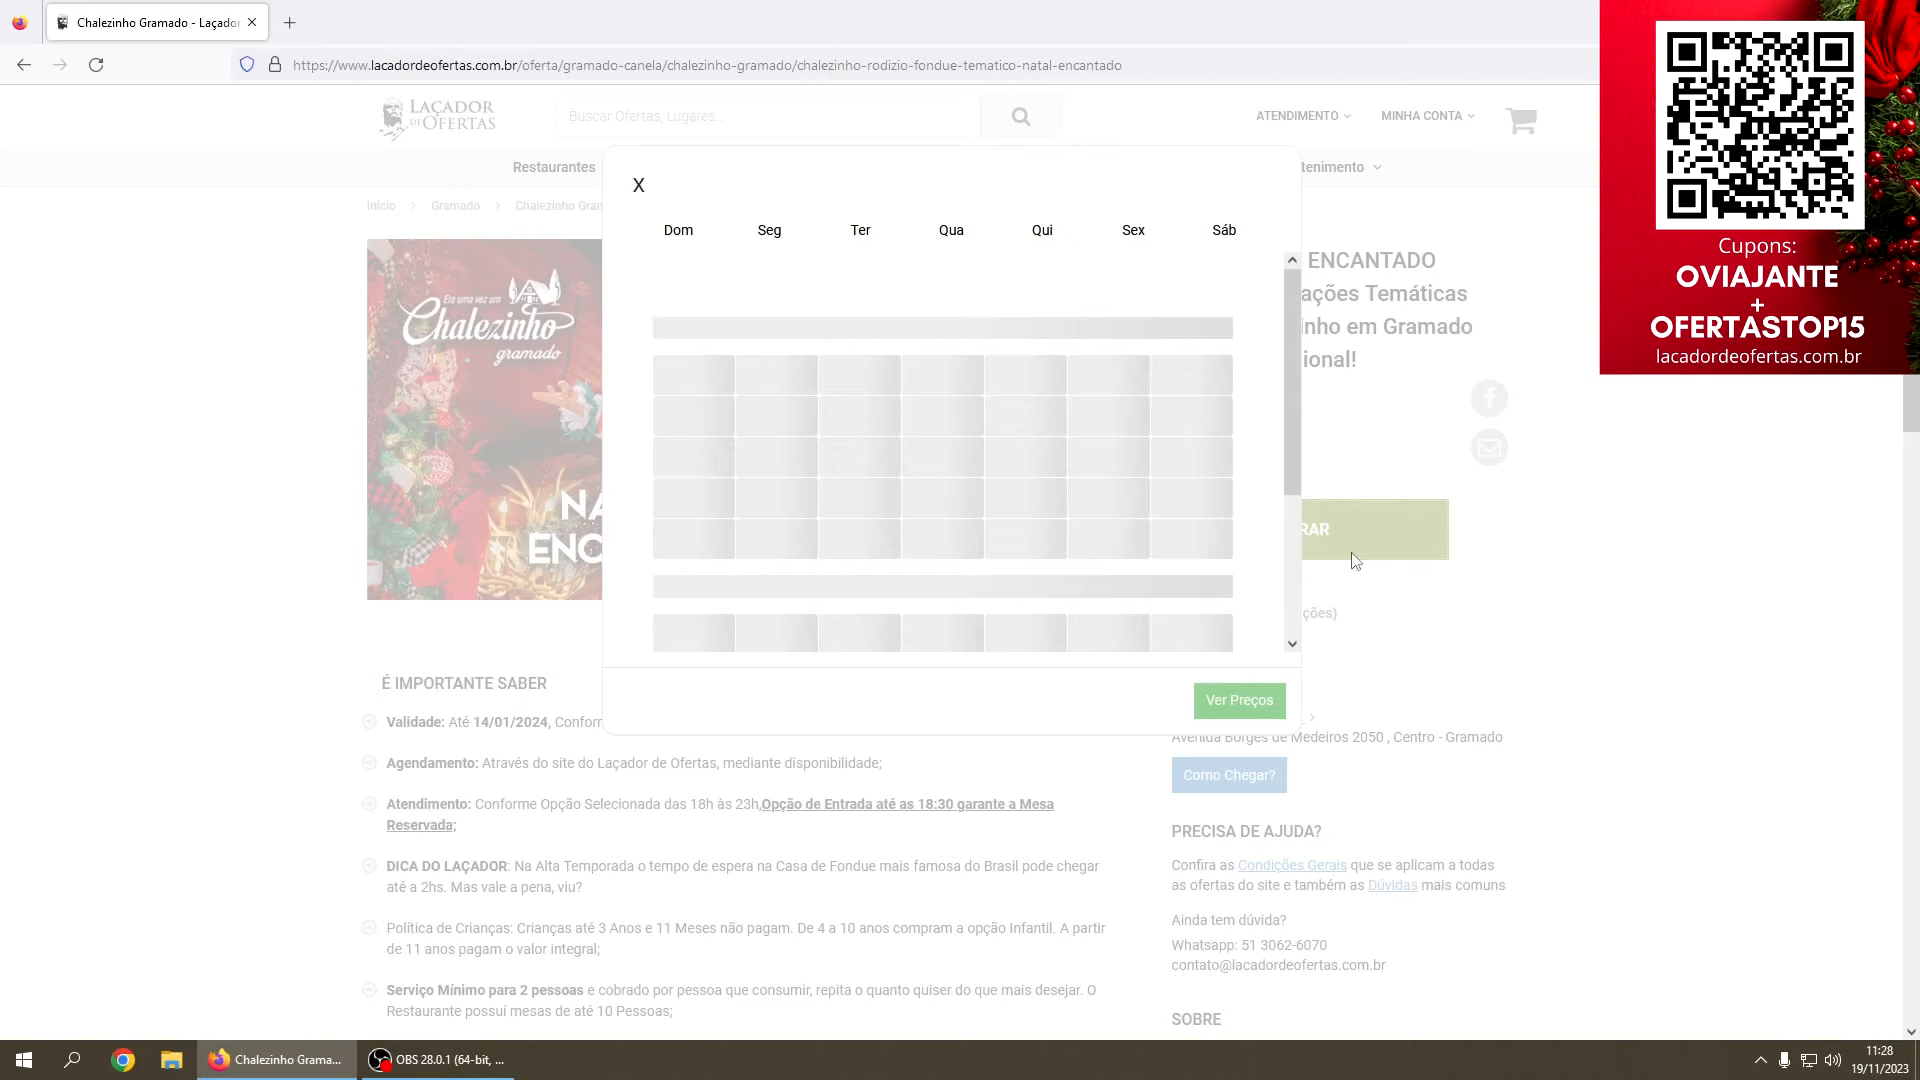 Chalezinho Gramado - Laçador
https://www.lacadordeofertas.com.br/oferta/gramado-canela/chalezinho-gramado/chalezinho-rodizio-fondue-tematico-natal-encantado
LAÇADOR
DE OFERTAS
Buscar Ofertas, Lugares...
ATENDIMENTO
MINHA CONTA
Restaurantes
tenimento
Início
Gramado
Chalezinho Gran
X
Dom
Seg
Ter
Qua
Qui
Sex
Sáb
Era uma vez um
Chalezinho
gramado
NA
ENC
ENCANTADO
ações Temáticas
inho em Gramado
ional!
RAR
ções)
Ver Preços
Cupons:
OVIAJANTE
+
OFERTASTOP15
lacadordeofertas.com.br
É IMPORTANTE SABER
Validade: Até 14/01/2024, Conforn
Agendamento: Através do site do Laçador de Ofertas, mediante disponibilidade;
Atendimento: Conforme Opção Selecionada das 18h às 23h,Opção de Entrada até as 18:30 garante a Mesa
Reservada;
DICA DO LAÇADOR: Na Alta Temporada o tempo de espera na Casa de Fondue mais famosa do Brasil pode chegar
até a 2hs. Mas vale a pena, viu?
Política de Crianças: Crianças até 3 Anos e 11 Meses não pagam. De 4 a 10 anos compram a opção Infantil. A partir
de 11 anos pagam o valor integral;
Serviço Mínimo para 2 pessoas e cobrado por pessoa que consumir, repita o quanto quiser do que mais desejar. O
Restaurante possuí mesas de até 10 Pessoas;
Avenida Borges de Medeiros 2050 , Centro - Gramado
Como Chegar?
PRECISA DE AJUDA?
Confira as Condições Gerais que se aplicam a todas
as ofertas do site e também as Dúvidas mais comuns
Ainda tem dúvida?
Whatsapp: 51 3062-6070
contato@lacadordeofertas.com.br
SOBRE
Chalezinho Grama...
OBS 28.0.1 (64-bit, ...
11:28
19/11/2023